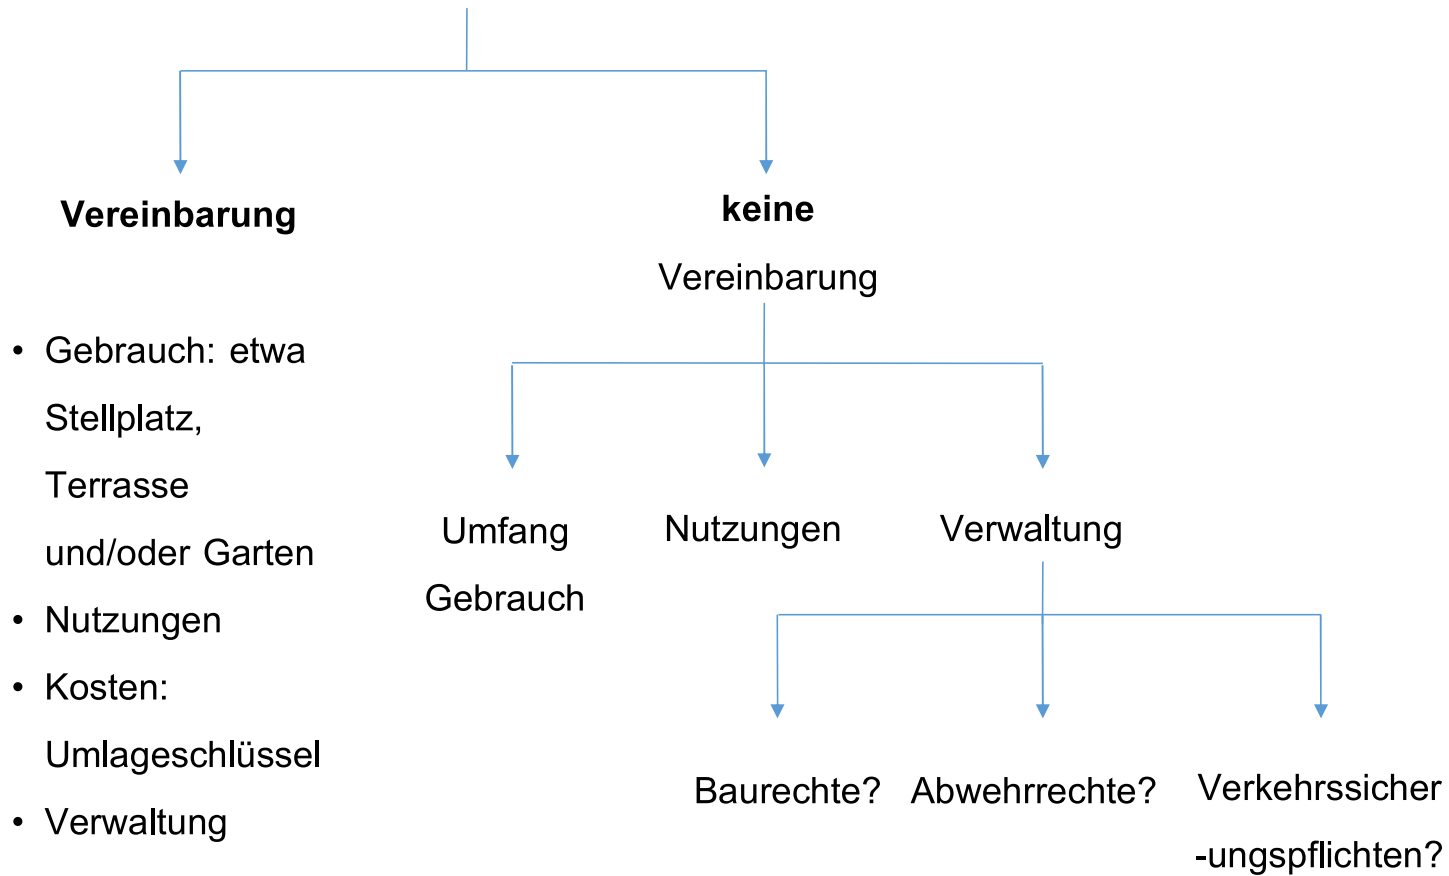 Vereinbarung
keine
Vereinbarung
• Gebrauch: etwa
Stellplatz,
Terrasse
und/oder Garten
• Nutzungen
• Kosten:
Umlageschlüssel
• Verwaltung
Umfang
Gebrauch
Nutzungen
Verwaltung
Baurechte?
Abwehrrechte?
Verkehrssicher
-ungspflichten?